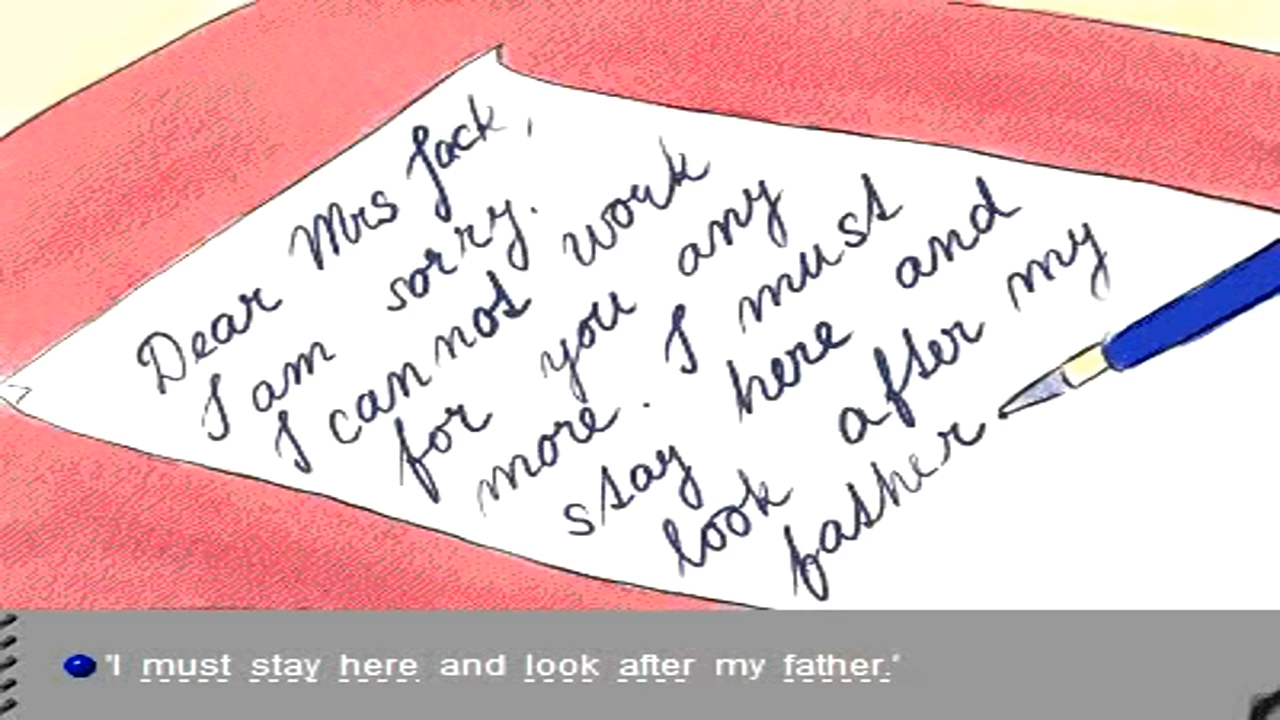 Dear Mrs Jack,
I am sorry.
I cannot work
for you any
more. I must
stay here and
look after my
father
'I must stay here and look after my father.'